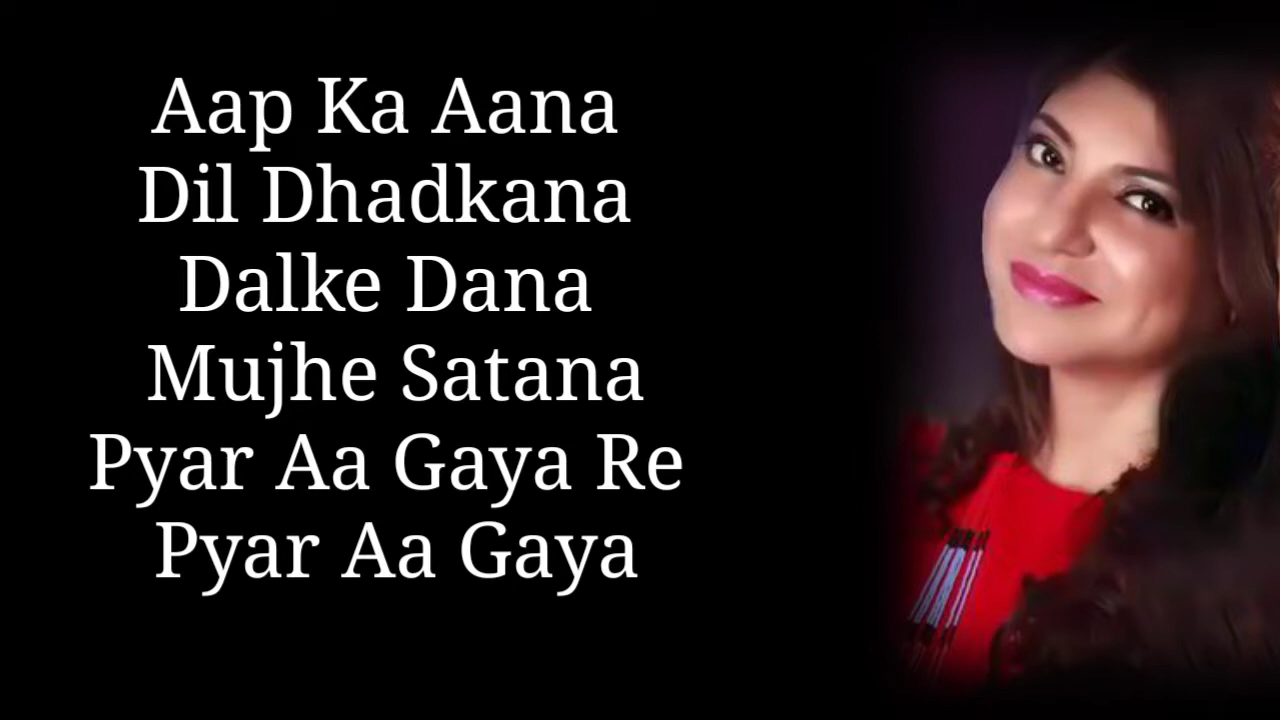 Aap Ka Aana
Dil Dhadkana
Dalke Dana
Mujhe Satana
Pyar Aa Gaya Re
Pyar Aa Gaya